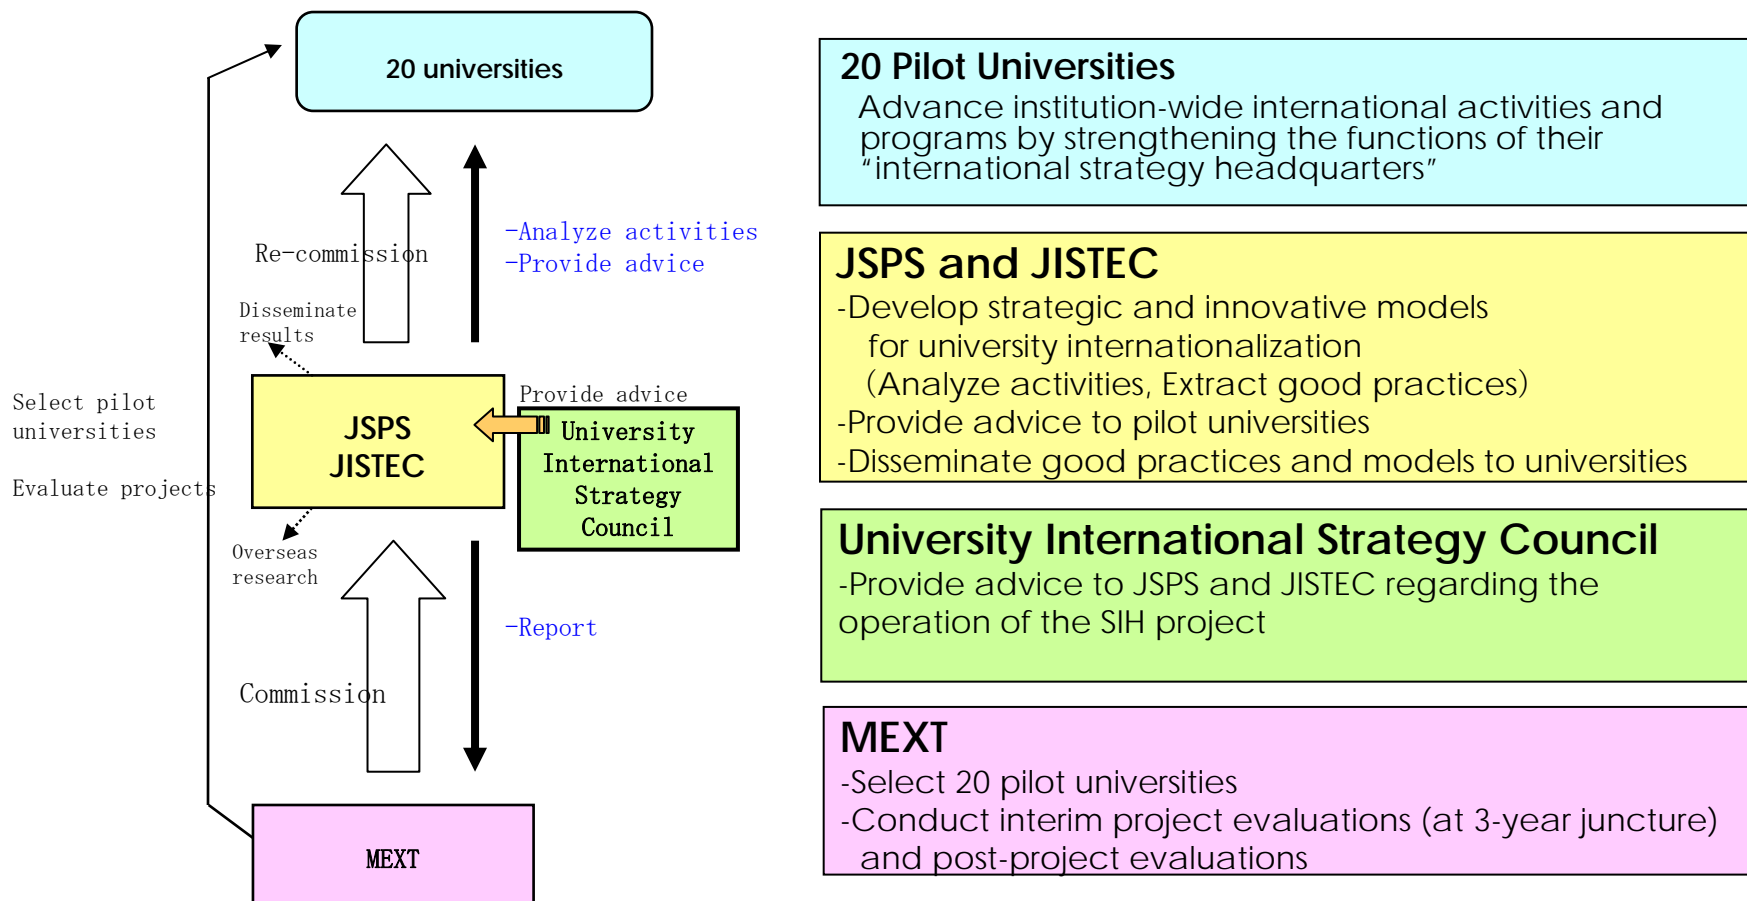 20 universities
Re-commission
-Analyze activities
-Provide advice
Disseminate
results
Select pilot
universities
Evaluate projects
JSPS
JISTEC
Provide advice
University
International
Strategy
Council
Overseas
research
-Report
Commission
MEXT
20 Pilot Universities
Advance institution-wide international activities and
programs by strengthening the functions of their
“international strategy headquarters”
JSPS and JISTEC
-Develop strategic and innovative models
for university internationalization
(Analyze activities, Extract good practices)
-Provide advice to pilot universities
-Disseminate good practices and models to universities
University International Strategy Council
-Provide advice to JSPS and JISTEC regarding the
operation of the SIH project
MEXT
-Select 20 pilot universities
-Conduct interim project evaluations (at 3-year juncture)
and post-project evaluations